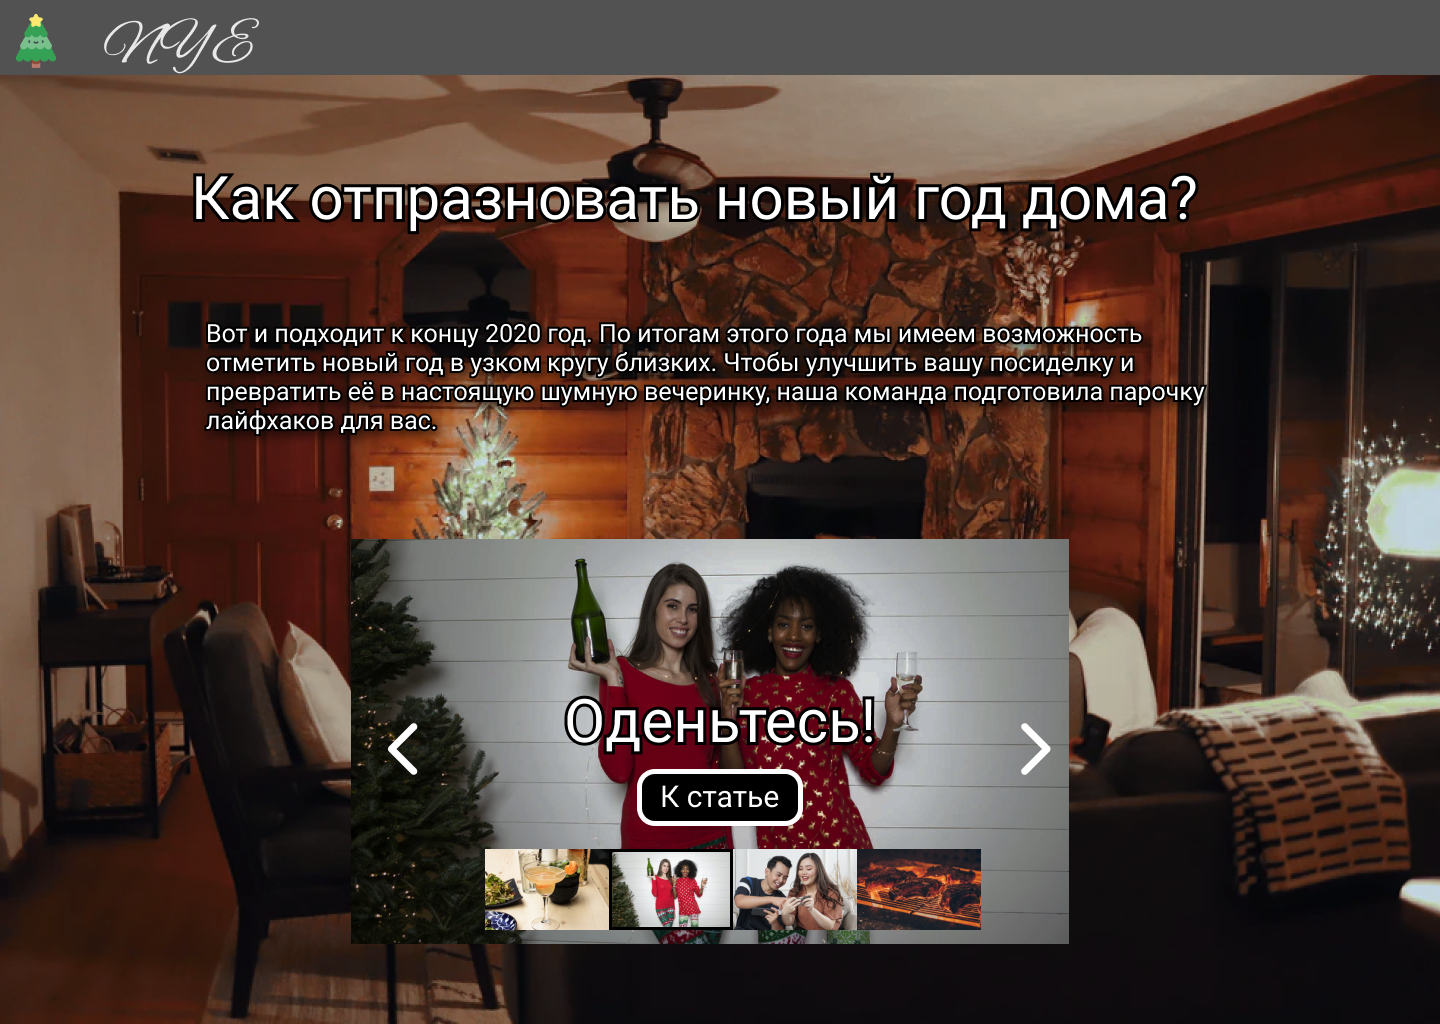 NYE
Как отпразновать новый год дома?
Вот и подходит к концу 2020 год. По итогам этого года мы имеем возможность
отметить новый год в узком кругу близких. Чтобы улучшить вашу посиделку и
превратить её в настоящую шумную вечеринку, наша команда подготовила парочку
лайфхаков для вас.
Оденьтесь!
К статье